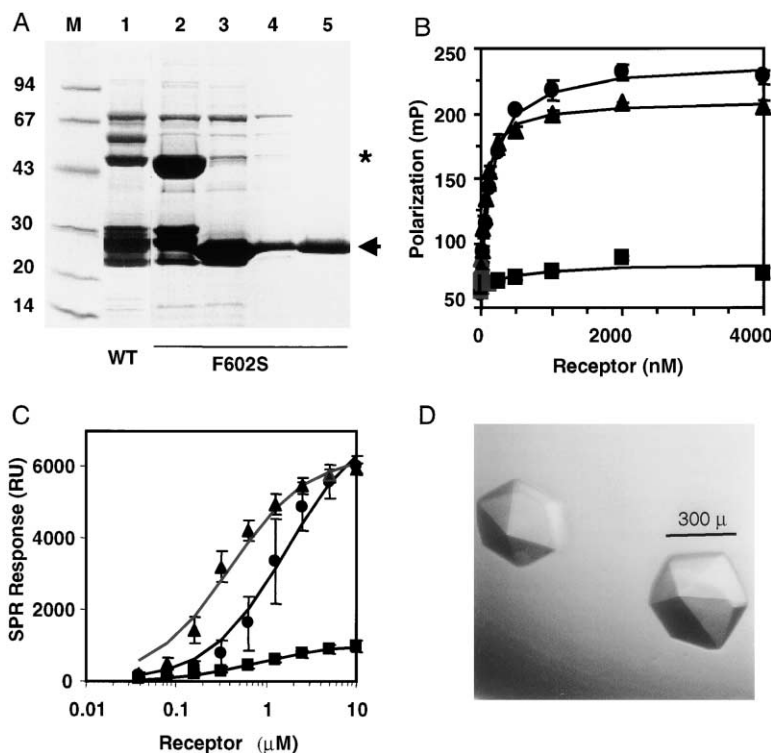 A
M 1 2 3 4 5
94
67
43
30
20
14
*
WT
F602S
B
Polarization (mP)
250
200
150
100
50
0 2000 4000
Receptor (nM)
C
SPR Response (RU)
6000
4000
2000
0
0.01 0.1 1 10
Receptor (μM)
D
300 μ